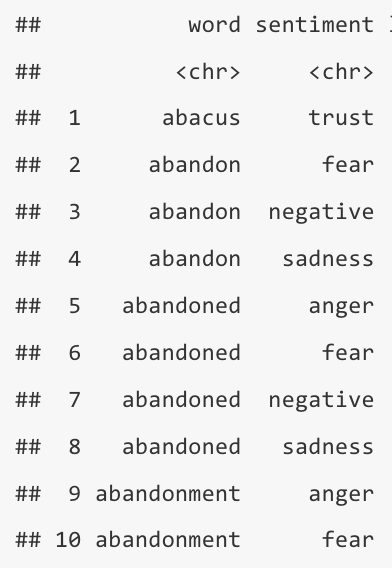 ## word sentiment
## <chr> <chr>
## 1 abacus trust
## 2 abandon fear
## 3 abandon negative
## 4 abandon sadness
## 5 abandoned anger
## 6 abandoned fear
## 7 abandoned negative
## 8 abandoned sadness
## 9 abandonment anger
## 10 abandonment fear